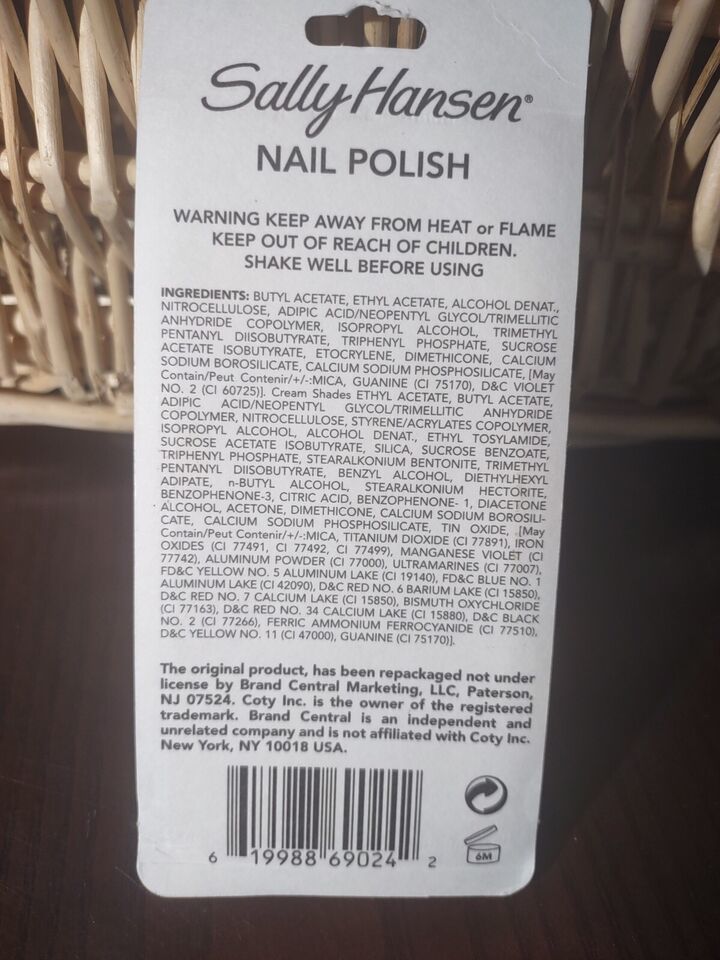 Sally Hansen®
NAIL POLISH
WARNING KEEP AWAY FROM HEAT or FLAME
KEEP OUT OF REACH OF CHILDREN.
SHAKE WELL BEFORE USING
INGREDIENTS: BUTYL ACETATE, ETHYL ACETATE, ALCOHOL DENAT.,
NITROCELLULOSE, ADIPIC ACID/NEOPENTYL GLYCOL/TRIMELLITIC
ANHYDRIDE COPOLYMER, ISOPROPYL ALCOHOL, TRIMETHYL
PENTANYL DIISOBUTYRATE, TRIPHENYL PHOSPHATE, SUCROSE
ACETATE ISOBUTYRATE, ETOCRYLENE, DIMETHICONE, CALCIUM
SODIUM BOROSILICATE, CALCIUM SODIUM PHOSPHOSILICATE, [May
Contain/Peut Contenir/+/-:MICA, GUANINE (CI 75170), D&C VIOLET
NO. 2 (CI 60725)]. Cream Shades ETHYL ACETATE, BUTYL ACETATE,
ADIPIC ACID/NEOPENTYL GLYCOL/TRIMELLITIC ANHYDRIDE
COPOLYMER, NITROCELLULOSE, STYRENE/ACRYLATES COPOLYMER,
ISOPROPYL ALCOHOL, ALCOHOL DENAT., ETHYL TOSYLAMIDE,
SUCROSE ACETATE ISOBUTYRATE, SILICA, SUCROSE BENZOATE,
TRIPHENYL PHOSPHATE, STEARALKONIUM BENTONITE, TRIMETHYL
PENTANYL DIISOBUTYRATE, BENZYL ALCOHOL, DIETHYLHEXYL
ADIPATE, n-BUTYL ALCOHOL, STEARALKONIUM HECTORITE,
BENZOPHENONE-3, CITRIC ACID, BENZOPHENONE- 1, DIACETONE
ALCOHOL, ACETONE, DIMETHICONE, CALCIUM SODIUM BOROSILI-
CATE, CALCIUM SODIUM PHOSPHOSILICATE, TIN OXIDE, [May
Contain/Peut Contenir/+/-:MICA, TITANIUM DIOXIDE (CI 77891), IRON
OXIDES (CI 77491, CI 77492, CI 77499), MANGANESE VIOLET (CI
77742), ALUMINUM POWDER (CI 77000), ULTRAMARINES (CI 77007),
FD&C YELLOW NO. 5 ALUMINUM LAKE (CI 19140), FD&C BLUE NO. 1
ALUMINUM LAKE (CI 42090), D&C RED NO. 6 BARIUM LAKE (CI 15850),
D&C RED NO. 7 CALCIUM LAKE (CI 15850), BISMUTH OXYCHLORIDE
(CI 77163), D&C RED NO. 34 CALCIUM LAKE (CI 15880), D&C BLACK
NO. 2 (CI 77266), FERRIC AMMONIUM FERROCYANIDE (CI 77510),
D&C YELLOW NO. 11 (CI 47000), GUANINE (CI 75170)].
The original product, has been repackaged not under
license by Brand Central Marketing, LLC, Paterson,
NJ 07524. Coty Inc. is the owner of the registered
trademark. Brand Central is an independent and
unrelated company and is not affiliated with Coty Inc.
New York, NY 10018 USA.
6 19988 69024 2
6M